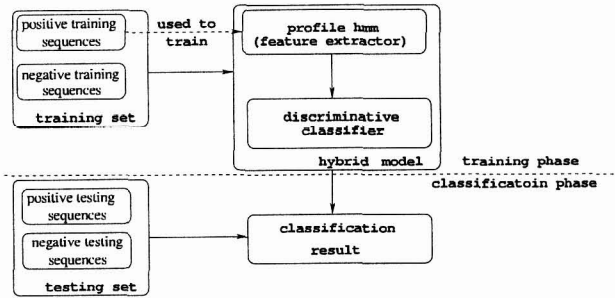 positive training
sequences
used to
train
profile hmm
(feature extractor)
negative training
sequences
training set
discriminative
classifier
hybrid model
training phase
classificatoin phase
positive testing
sequences
negative testing
sequences
testing set
classification
result